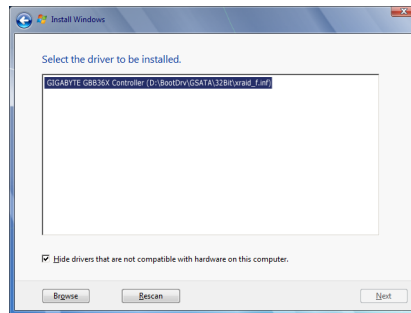 Install Windows
Select the driver to be installed.
GIGABYTE GBB36X Controller (D:\BootDrv\GSATA\32Bit\xraid_f.inf)
Hide drivers that are not compatible with hardware on this computer.
Browse Rescan Next